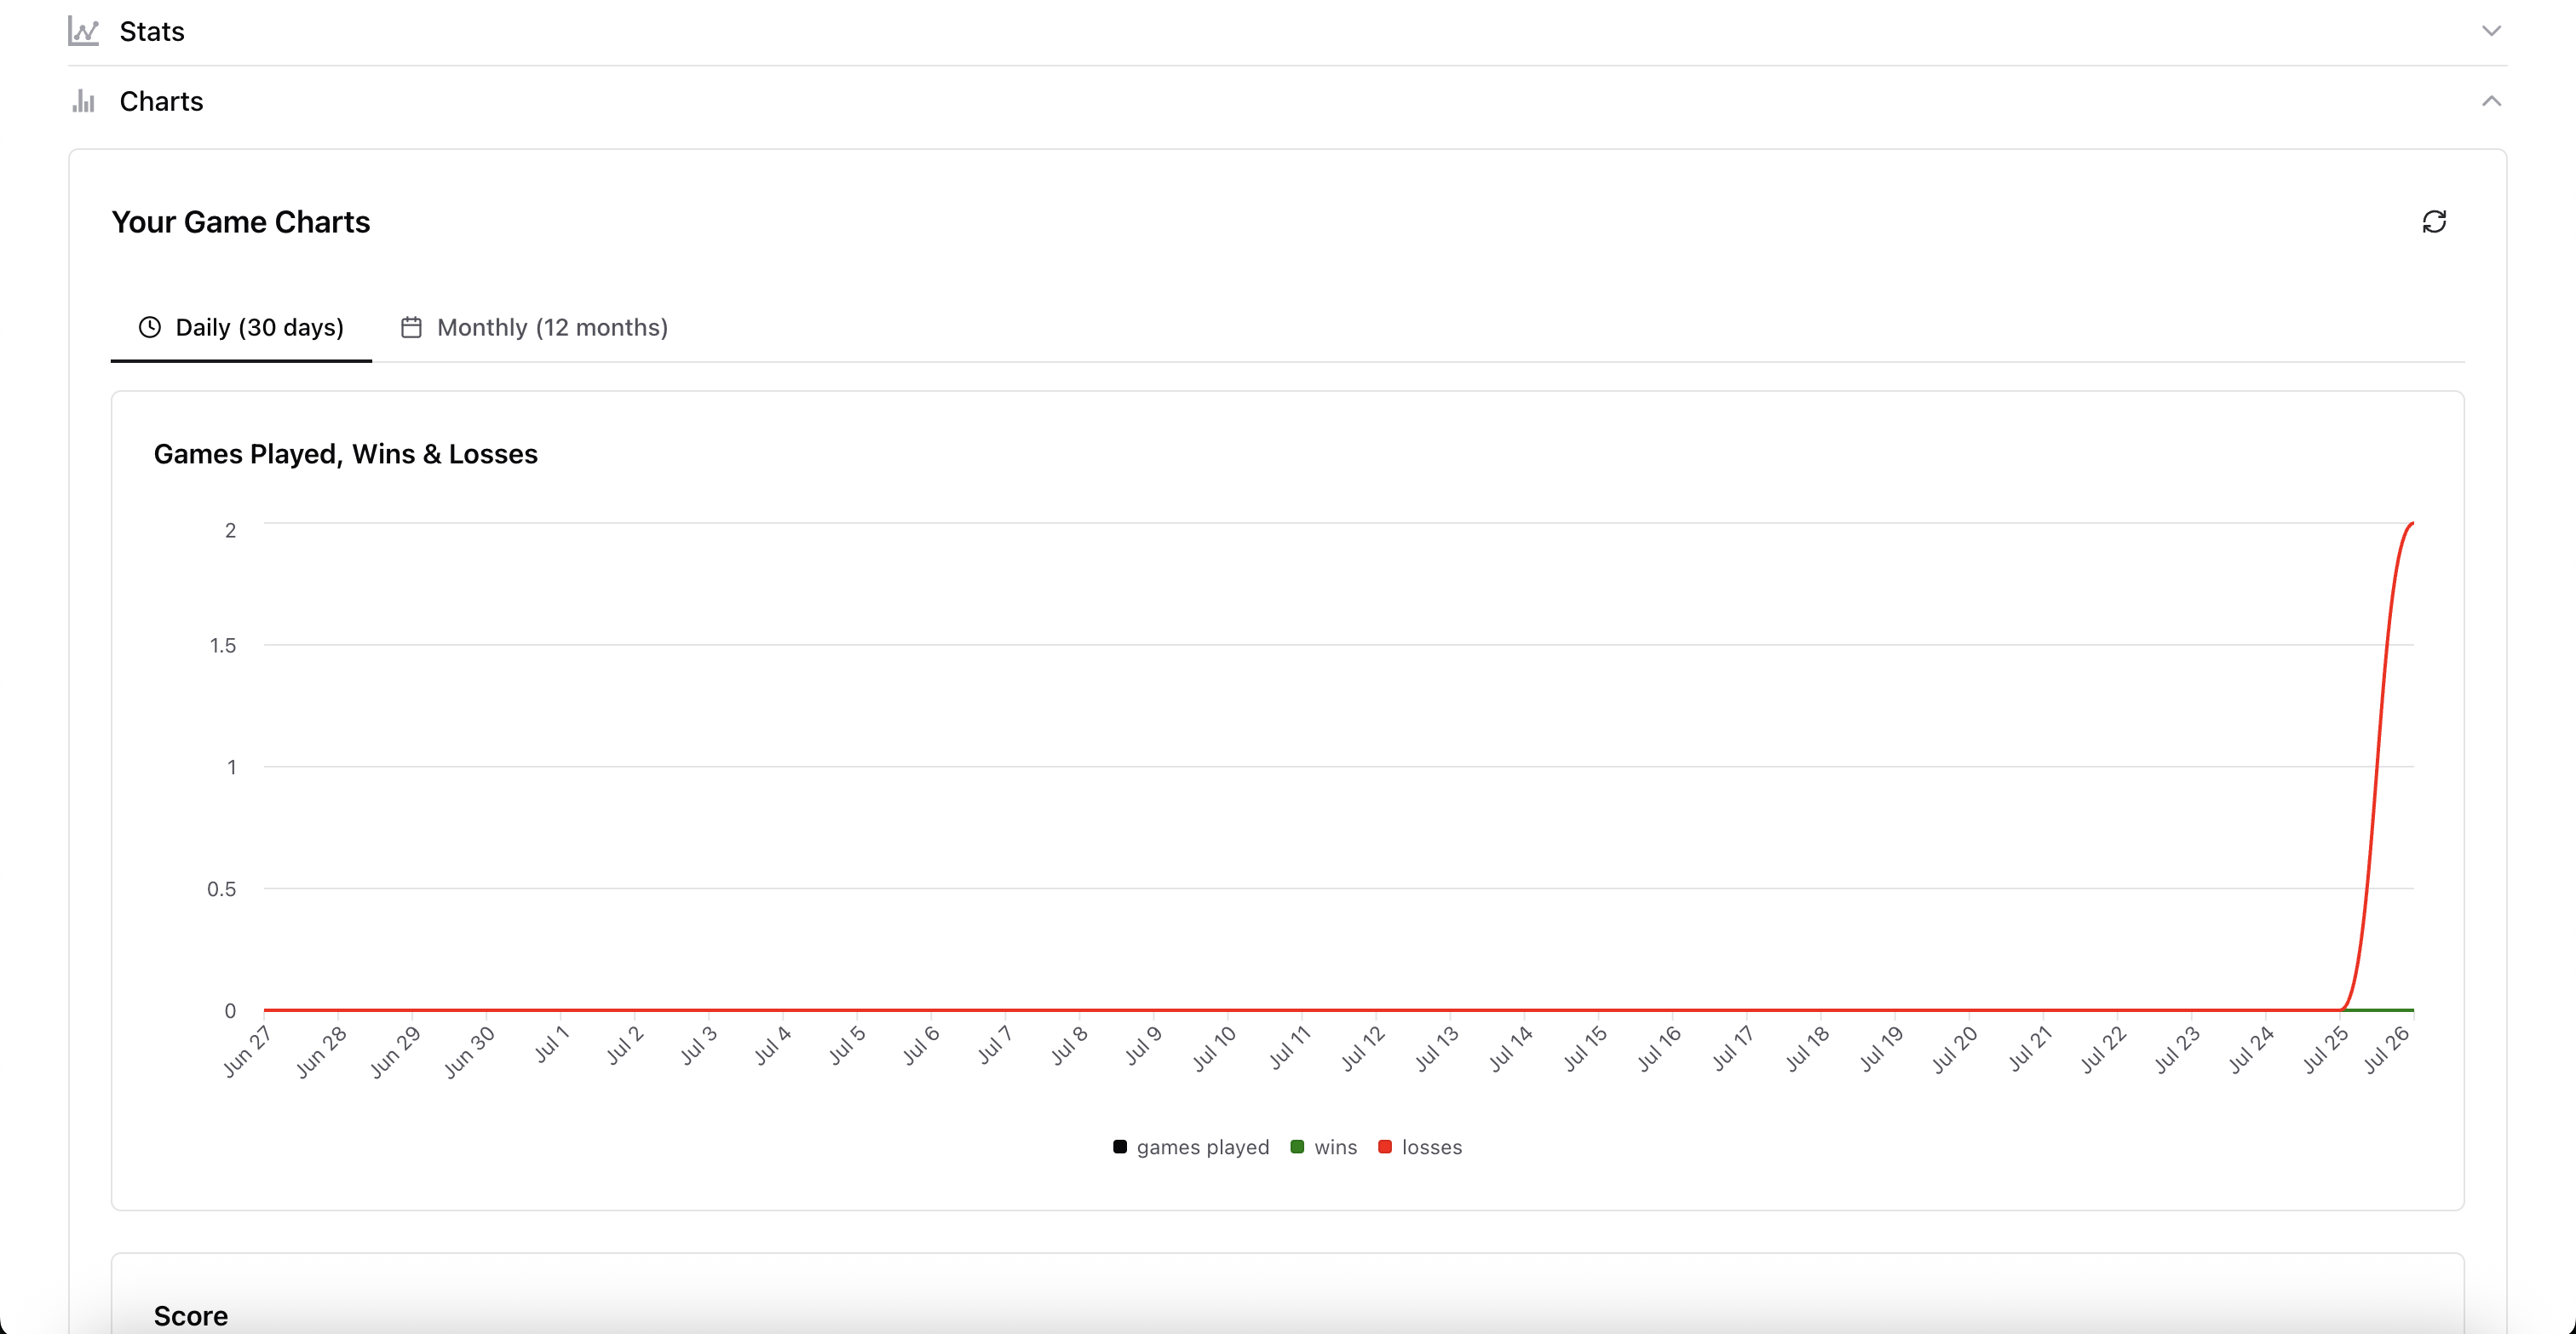 Stats
Charts
Your Game Charts
Daily (30 days) Monthly (12 months)
Games Played, Wins & Losses
2
1.5
1
0.5
0
Jun 27 Jun 28 Jun 29 Jun 30 Jul 1 Jul 2 Jul 3 Jul 4 Jul 5 Jul 6 Jul 7 Jul 8 Jul 9 Jul 10 Jul 11 Jul 12 Jul 13 Jul 14 Jul 15 Jul 16 Jul 17 Jul 18 Jul 19 Jul 20 Jul 21 Jul 22 Jul 23 Jul 24 Jul 25 Jul 26
games played wins losses
Score